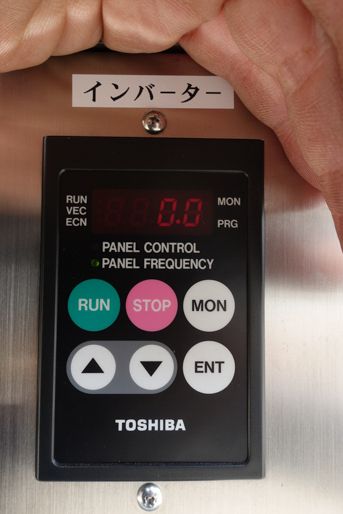 インバーター
RUN
VEC
ECN
0.0
MON
PRG
PANEL CONTROL
PANEL FREQUENCY
RUN STOP MON
ENT
TOSHIBA